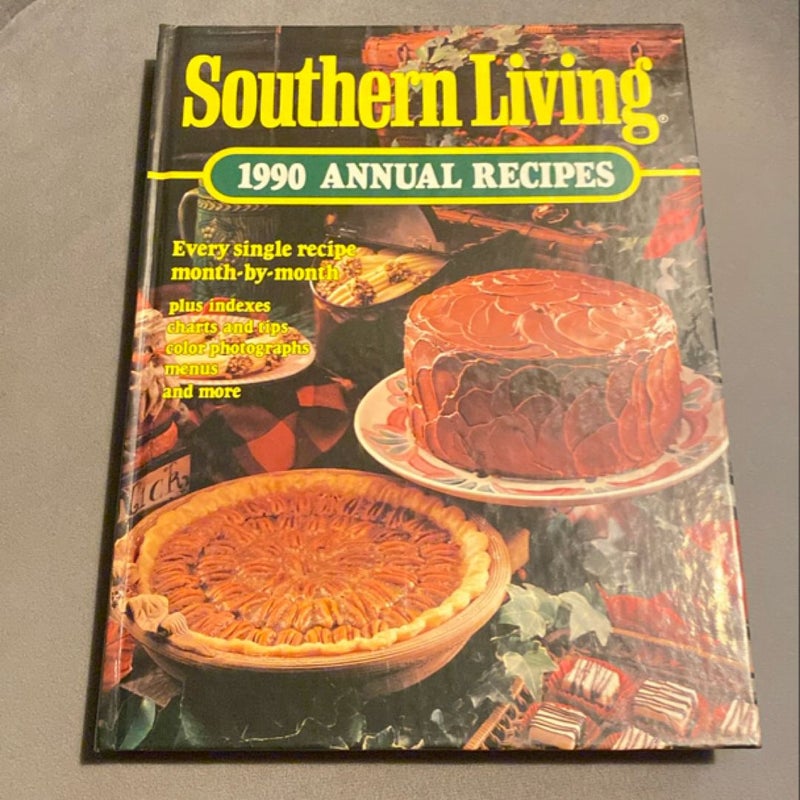 Southern Living®
1990 ANNUAL RECIPES
Every single recipe
month-by-month
plus indexes
charts and tips
color photographs
menus
and more